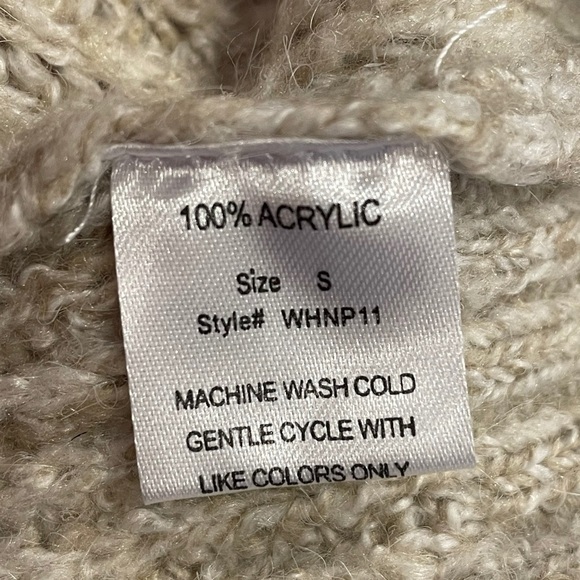 100% ACRYLIC
Size S
Style# WHNP11
MACHINE WASH COLD
GENTLE CYCLE WITH
LIKE COLORS ONLY